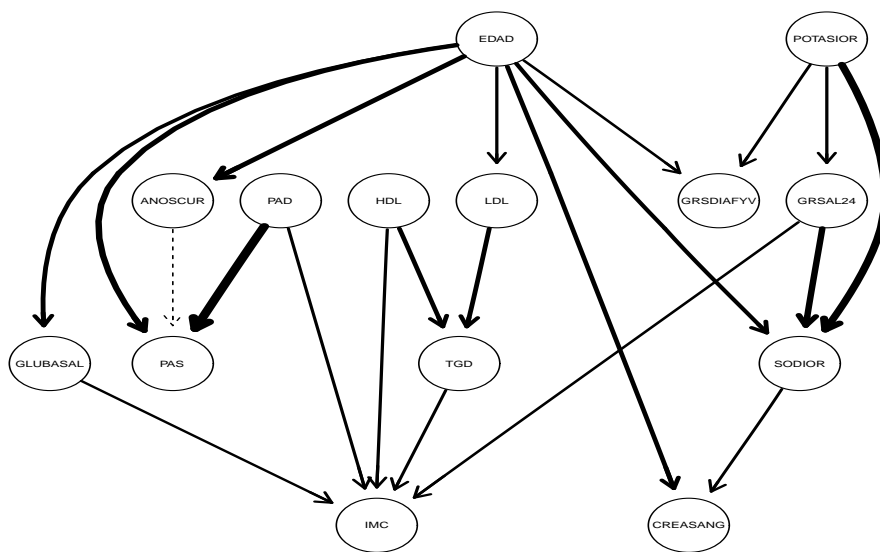 EDAD
POTASIOR
ANOSCUR
PAD
HDL
LDL
GRSDIAFYV
GRSAL24
GLUBASAL
PAS
TGD
SODIOR
IMC
CREASANG